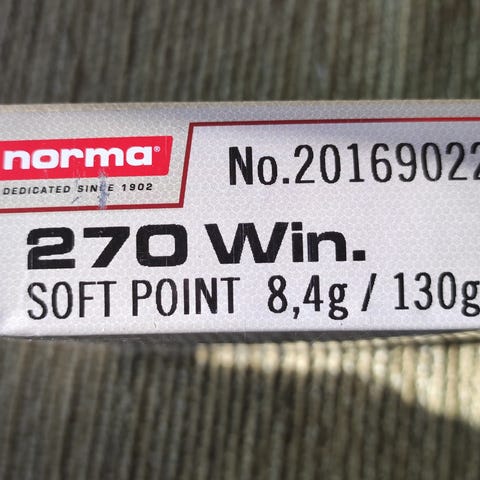 norma
DEDICATED SINCE 1902
No.20169022
270 Win.
SOFT POINT 8,4g / 130g